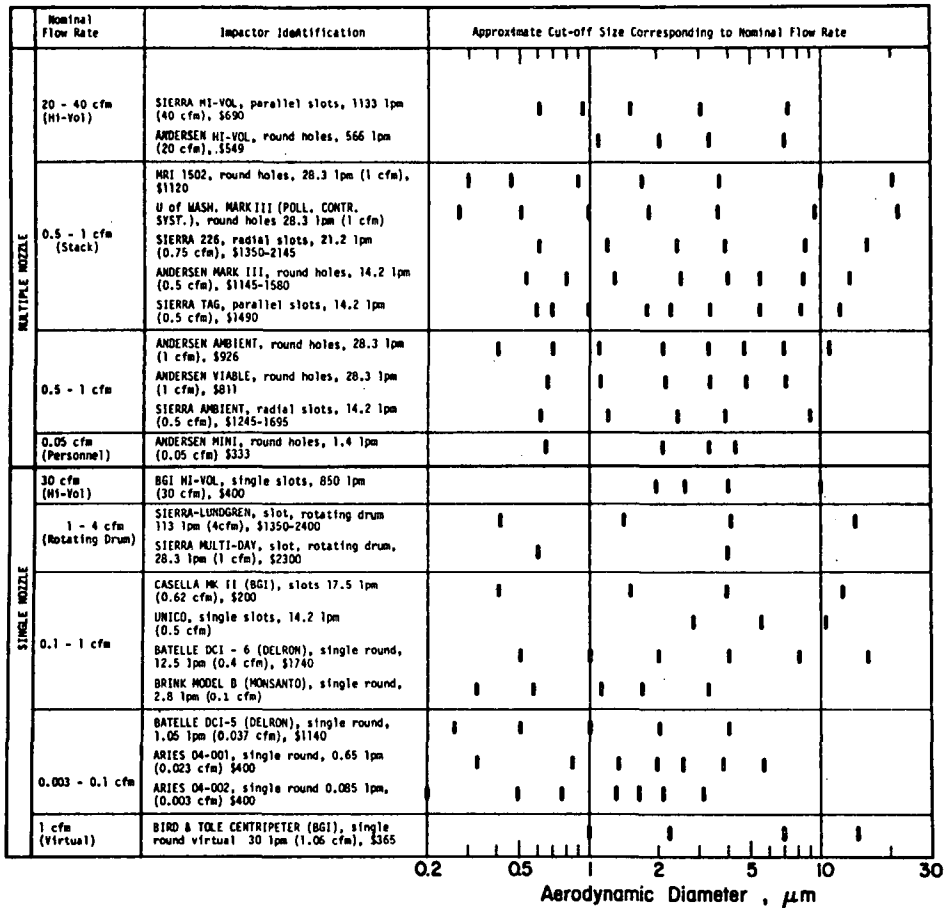 Nominal
Flow Rate
Impactor Identification
Approximate Cut-off Size Corresponding to Nominal Flow Rate
MULTIPLE NOZZLE
20 - 40 cfm
(Hi-Vol)
SIERRA HI-VOL, parallel slots, 1133 lpm
(40 cfm), $690
ANDERSEN HI-VOL, round holes, 566 lpm
(20 cfm), $549
0.5 - 1 cfm
(Stack)
MRI 1502, round holes, 28.3 lpm (1 cfm),
$1120
U of WASH. MARK III (POLL. CONTR.
SYST.), round holes 28.3 lpm (1 cfm)
SIERRA 226, radial slots, 21.2 lpm
(0.75 cfm), $1350-2145
ANDERSEN MARK III, round holes, 14.2 lpm
(0.5 cfm), $1145-1580
SIERRA TAG, parallel slots, 14.2 lpm
(0.5 cfm), $1490
0.5 - 1 cfm
ANDERSEN AMBIENT, round holes, 28.3 lpm
(1 cfm), $926
ANDERSEN VIABLE, round holes, 28.3 lpm
(1 cfm), $811
SIERRA AMBIENT, radial slots, 14.2 lpm
(0.5 cfm), $1245-1695
0.05 cfm
(Personnel)
ANDERSEN MINI, round holes, 1.4 lpm
(0.05 cfm) $333
SINGLE NOZZLE
30 cfm
(Hi-Vol)
BGI HI-VOL, single slots, 850 lpm
(30 cfm), $400
1 - 4 cfm
(Rotating Drum)
SIERRA-LUNDGREN, slot, rotating drum
113 lpm (4cfm), $1350-2400
SIERRA MULTI-DAY, slot, rotating drum,
28.3 lpm (1 cfm), $2300
0.1 - 1 cfm
CASELLA MK II (BGI), slots 17.5 lpm
(0.62 cfm), $200
UNICO, single slots, 14.2 lpm
(0.5 cfm)
BATELLE DCI - 6 (DELRON), single round,
12.5 lpm (0.4 cfm), $1740
BRINK MODEL B (MONSANTO), single round,
2.8 lpm (0.1 cfm)
0.003 - 0.1 cfm
BATELLE DCI-5 (DELRON), single round,
1.05 lpm (0.037 cfm), $1140
ARIES 04-001, single round, 0.65 lpm
(0.023 cfm) $400
ARIES 04-002, single round 0.085 lpm,
(0.003 cfm) $400
1 cfm
(Virtual)
BIRD & TOLE CENTRIPETER (BGI), single
round virtual 30 lpm (1.06 cfm), $365
0.2 0.5 1 2 5 10 30
Aerodynamic Diameter , μm